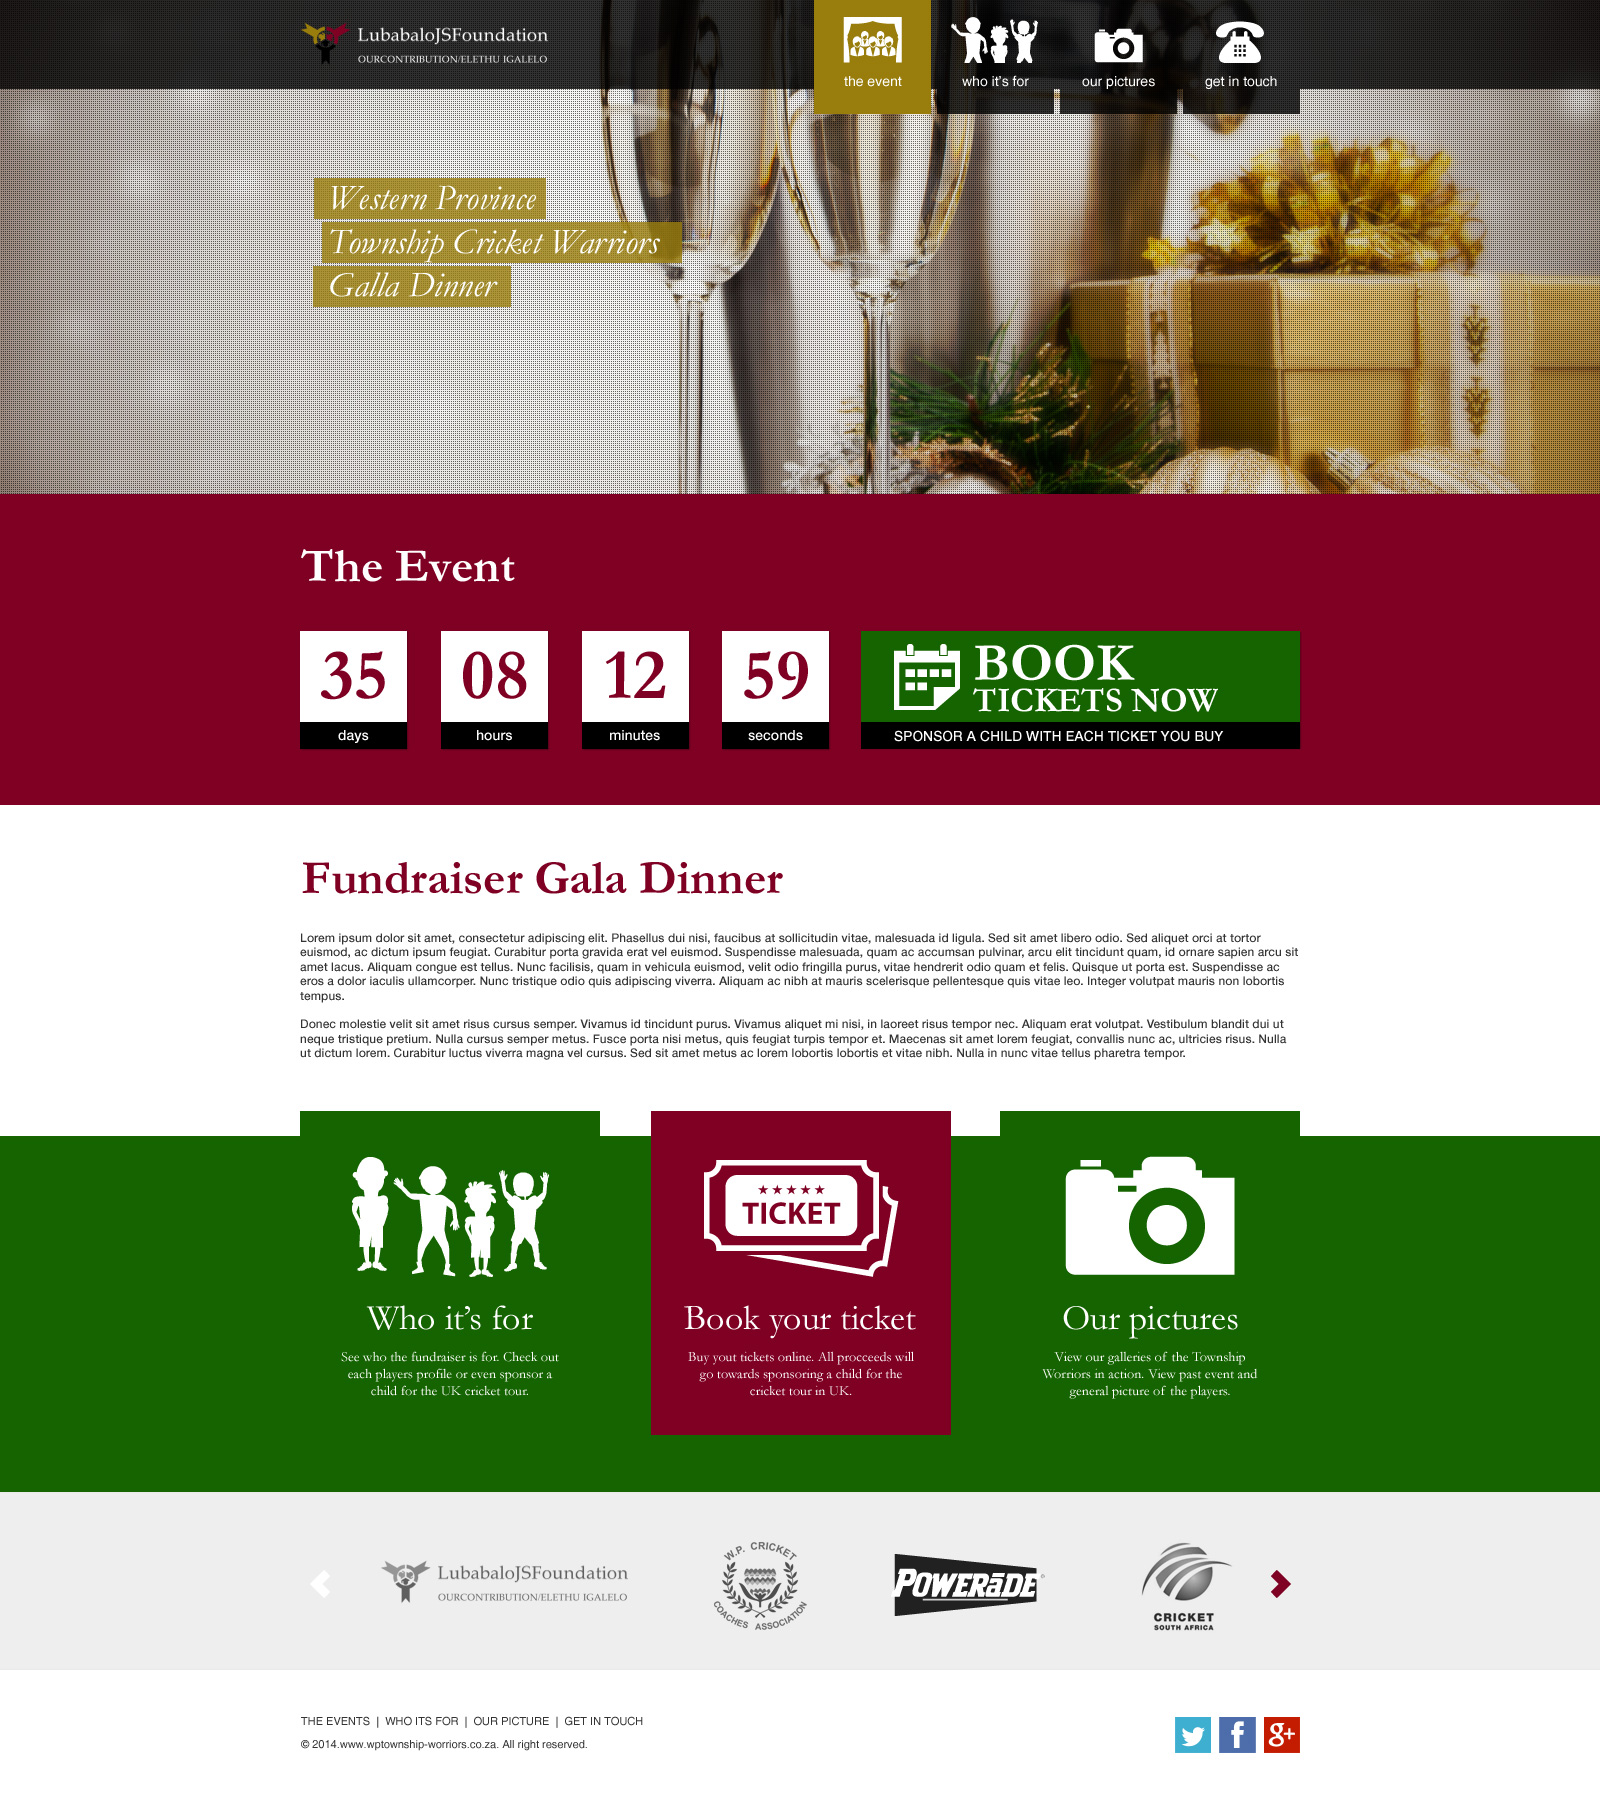 LubabaloJSFoundation
OURCONTRIBUTION/ELETHU IGALELO
the event
who it's for
our pictures
get in touch
Western Province
Township Cricket Warriors
Galla Dinner
The Event
35
08
12
59
days
hours
minutes
seconds
BOOK
TICKETS NOW
SPONSOR A CHILD WITH EACH TICKET YOU BUY
Fundraiser Gala Dinner
Lorem ipsum dolor sit amet, consectetur adipiscing elit. Phasellus dui nisi, faucibus at sollicitudin vitae, malesuada id ligula. Sed sit amet libero odio. Sed aliquet orci at tortor
euismod, ac dictum ipsum feugiat. Curabitur porta gravida erat vel euismod. Suspendisse malesuada, quam ac accumsan pulvinar, arcu elit tincidunt quam, id ornare sapien arcu sit
amet lacus. Aliquam congue est tellus. Nunc facilisis, quam in vehicula euismod, velit odio fringilla purus, vitae hendrerit odio quam et felis. Quisque ut porta est. Suspendisse ac
eros a dolor iaculis ullamcorper. Nunc tristique odio quis adipiscing viverra. Aliquam ac nibh at mauris scelerisque pellentesque quis vitae leo. Integer volutpat mauris non lobortis
tempus.
Donec molestie velit sit amet risus cursus semper. Vivamus id tincidunt purus. Vivamus aliquet mi nisi, in laoreet risus tempor nec. Aliquam erat volutpat. Vestibulum blandit dui ut
neque tristique pretium. Nulla cursus semper metus. Fusce porta nisi metus, quis feugiat turpis tempor et. Maecenas sit amet lorem feugiat, convallis nunc ac, ultricies risus. Nulla
ut dictum lorem. Curabitur luctus viverra magna vel cursus. Sed sit amet metus ac lorem lobortis lobortis et vitae nibh. Nulla in nunc vitae tellus pharetra tempor.
Who it's for
See who the fundraiser is for. Check out
each players profile or even sponsor a
child for the UK cricket tour.
TICKET
Book your ticket
Buy yout tickets online. All procceeds will
go towards sponsoring a child for the
cricket tour in UK.
Our pictures
View our galleries of the Township
Worriors in action. View past event and
general picture of the players.
LubabaloJSFoundation
OURCONTRIBUTION/ELETHU IGALELO
W.P. CRICKET
COACHES ASSOCIATION
POWERāDE
CRICKET
SOUTH AFRICA
THE EVENTS | WHO ITS FOR | OUR PICTURE | GET IN TOUCH
© 2014.www.wptownship-worriors.co.za. All right reserved.